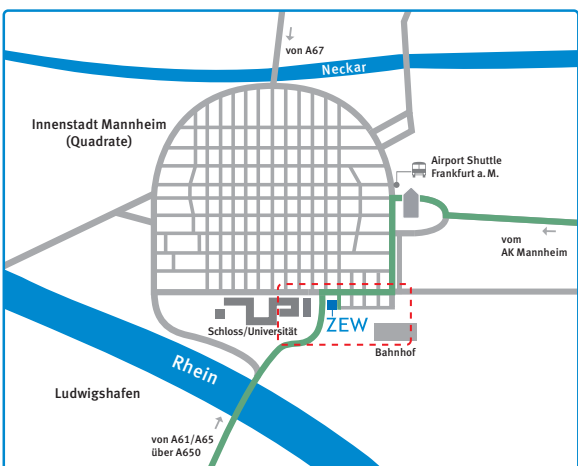 von A67
Neckar
Innenstadt Mannheim
(Quadrate)
Airport Shuttle
Frankfurt a. M.
vom
AK Mannheim
ZEW
Schloss/Universität
Bahnhof
Rhein
Ludwigshafen
von A61/A65
über A650